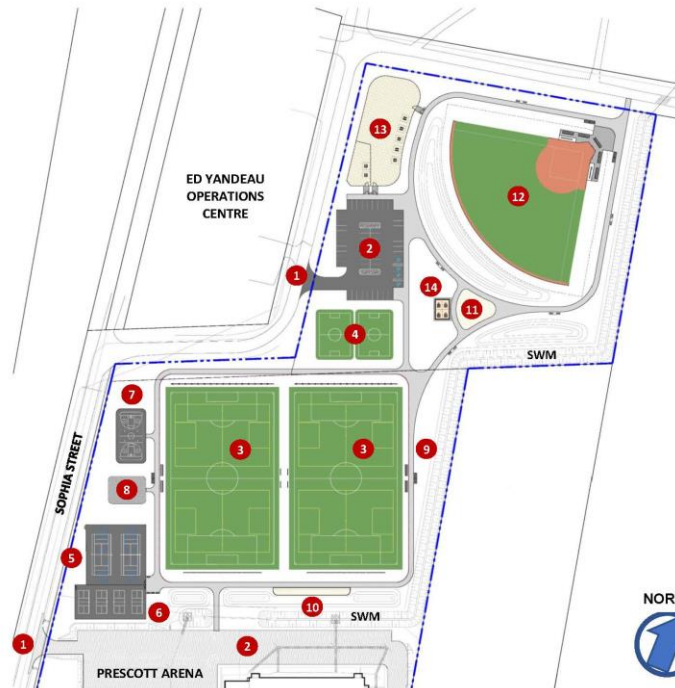 13
ED YANDEAU
OPERATIONS
CENTRE
12
2
1
14
11
4
SWM
7
SOPHIA STREET
3
3
9
8
5
6
10
SWM
NOR
1
2
PRESCOTT ARENA